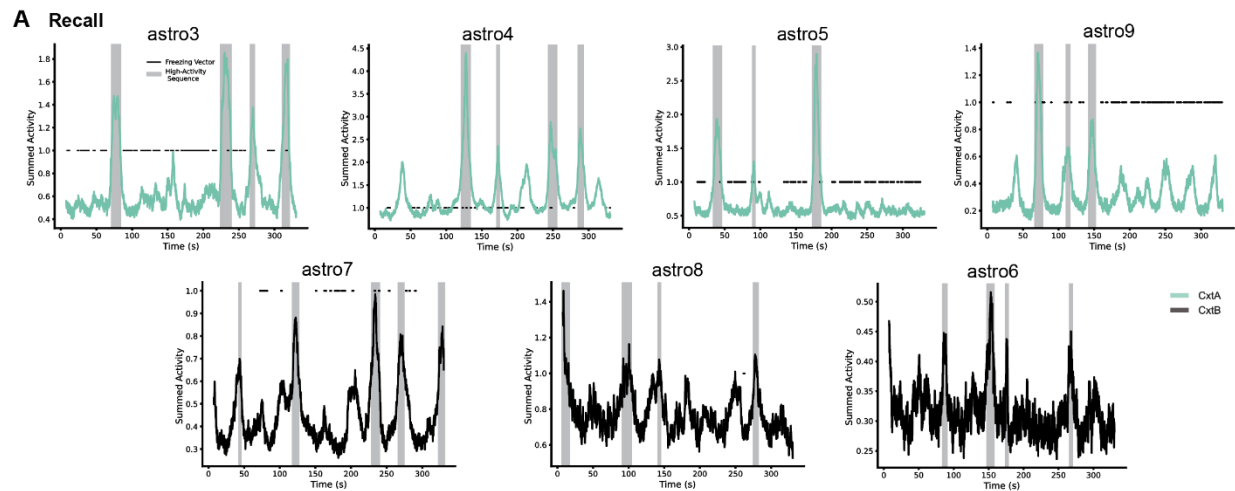 A Recall
astro3
1.8
1.6
1.4
1.2
1.0
0.8
0.6
0.4
Summed Activity
Freezing Vector
High-Activity
Sequence
0 50 100 150 200 250 300
Time (s)
astro4
4.5
4.0
3.5
3.0
2.5
2.0
1.5
1.0
0.5
Summed Activity
0 50 100 150 200 250 300
Time (s)
astro5
3.0
2.5
2.0
1.5
1.0
0.5
Summed Activity
0 50 100 150 200 250 300
Time (s)
astro9
1.4
1.2
1.0
0.8
0.6
0.4
0.2
Summed Activity
0 50 100 150 200 250 300
Time (s)
astro7
1.0
0.9
0.8
0.7
0.6
0.5
0.4
0.3
Summed Activity
0 50 100 150 200 250 300
Time (s)
astro8
1.4
1.2
1.0
0.8
0.6
Summed Activity
0 50 100 150 200 250 300
Time (s)
astro6
0.50
0.45
0.40
0.35
0.30
0.25
Summed Activity
0 50 100 150 200 250 300
Time (s)
CxtA
CxtB